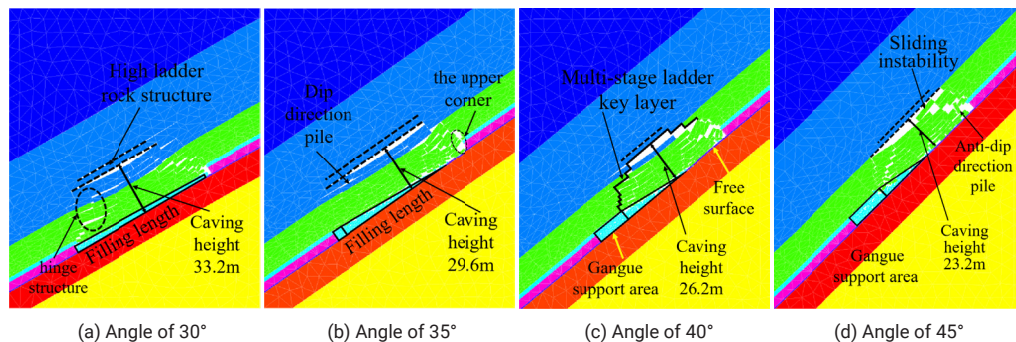 High ladder
rock structure
Filling length
hinge
structure
Caving
height
33.2m
(a) Angle of 30°
Dip
direction
pile
the upper
corner
Filling length
Caving
height
29.6m
(b) Angle of 35°
Multi-stage ladder
key layer
Free
surface
Gangue
support area
Caving
height
26.2m
(c) Angle of 40°
Sliding
instability
Anti-dip
direction
pile
Gangue
support area
Caving
height
23.2m
(d) Angle of 45°